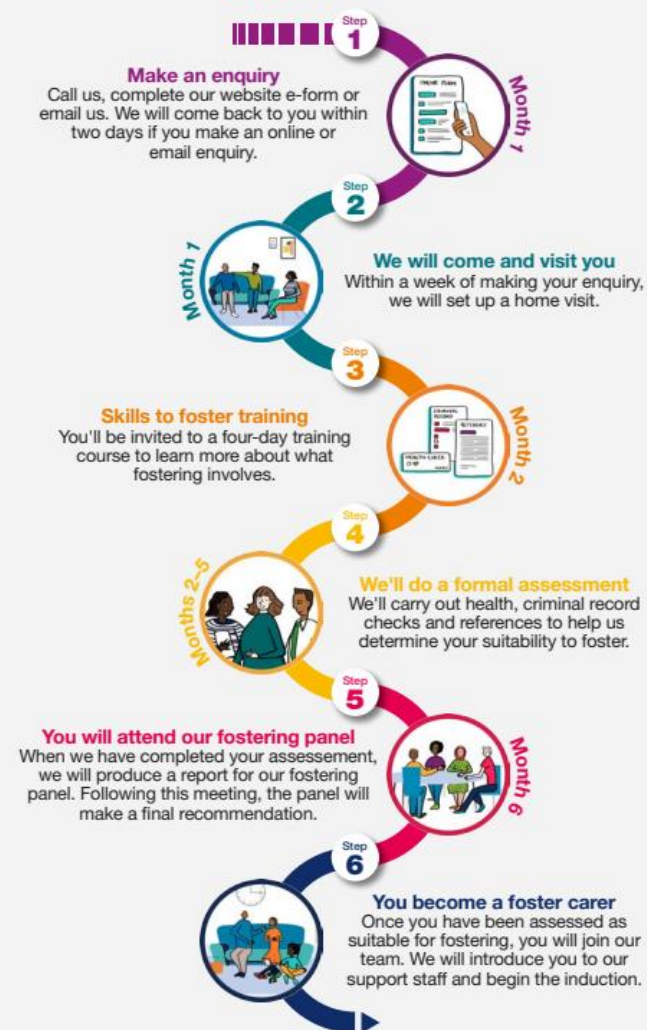 Step
1
Make an enquiry
Call us, complete our website e-form or
email us. We will come back to you within
two days if you make an online or
email enquiry.
Month 1
Step
2
Month 1
We will come and visit you
Within a week of making your enquiry,
we will set up a home visit.
Step
3
Skills to foster training
You'll be invited to a four-day training
course to learn more about what
fostering involves.
CRIMINAL
RECORD
REFERENCE
HEALTH CHECK
Month 2
Step
4
Months 2–5
We'll do a formal assessment
We'll carry out health, criminal record
checks and references to help us
determine your suitability to foster.
Step
5
You will attend our fostering panel
When we have completed your assessement,
we will produce a report for our fostering
panel. Following this meeting, the panel will
make a final recommendation.
Month 6
Step
6
You become a foster carer
Once you have been assessed as
suitable for fostering, you will join our
team. We will introduce you to our
support staff and begin the induction.